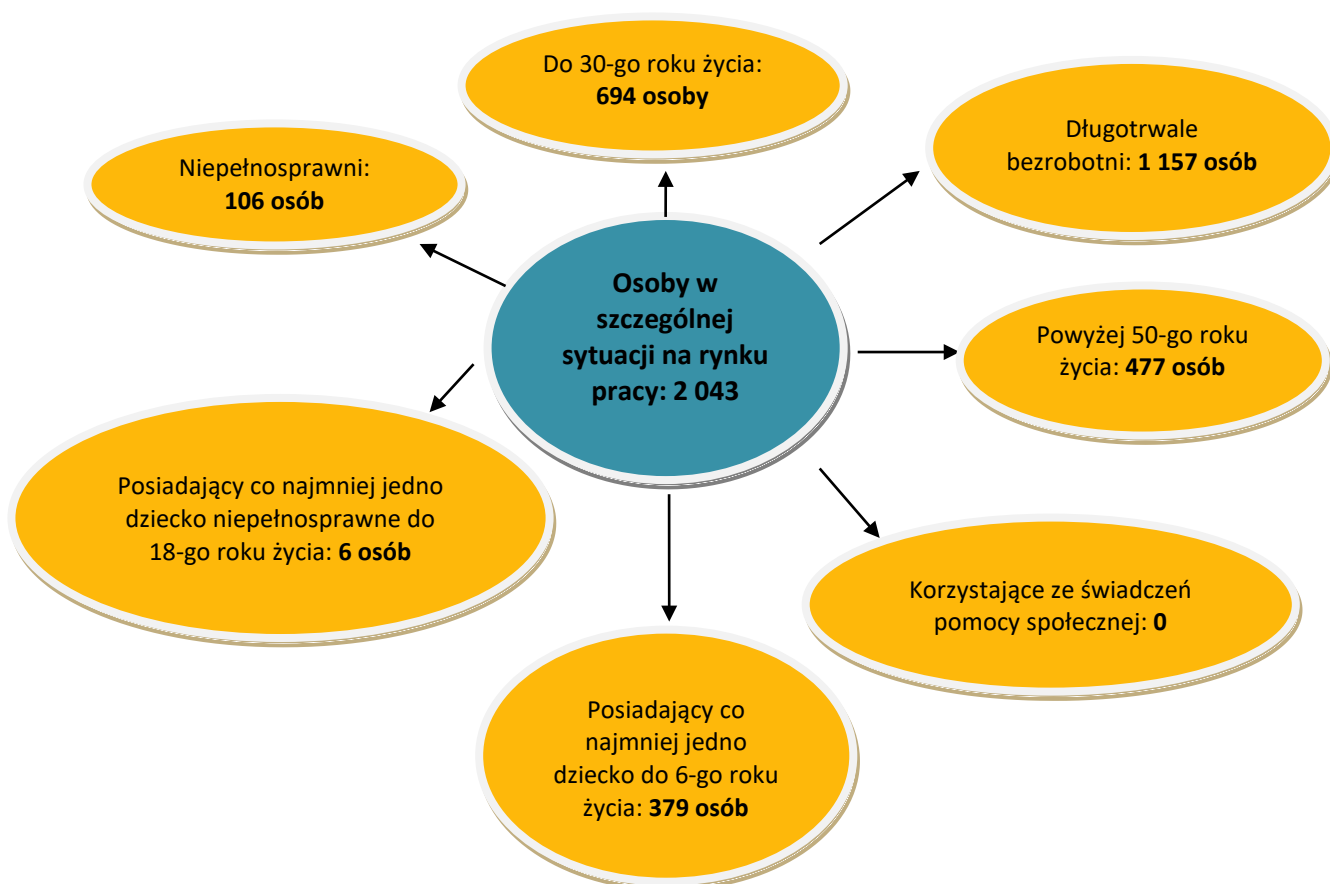 Do 30-go roku życia:
694 osoby
Długotrwale
bezrobotni: 1 157 osób
Niepełnosprawni:
106 osób
Osoby w
szczególnej
sytuacji na rynku
pracy: 2 043
Powyżej 50-go roku
życia: 477 osób
Posiadający co najmniej jedno
dziecko niepełnosprawne do
18-go roku życia: 6 osób
Korzystające ze świadczeń
pomocy społecznej: 0
Posiadający co
najmniej jedno
dziecko do 6-go roku
życia: 379 osób